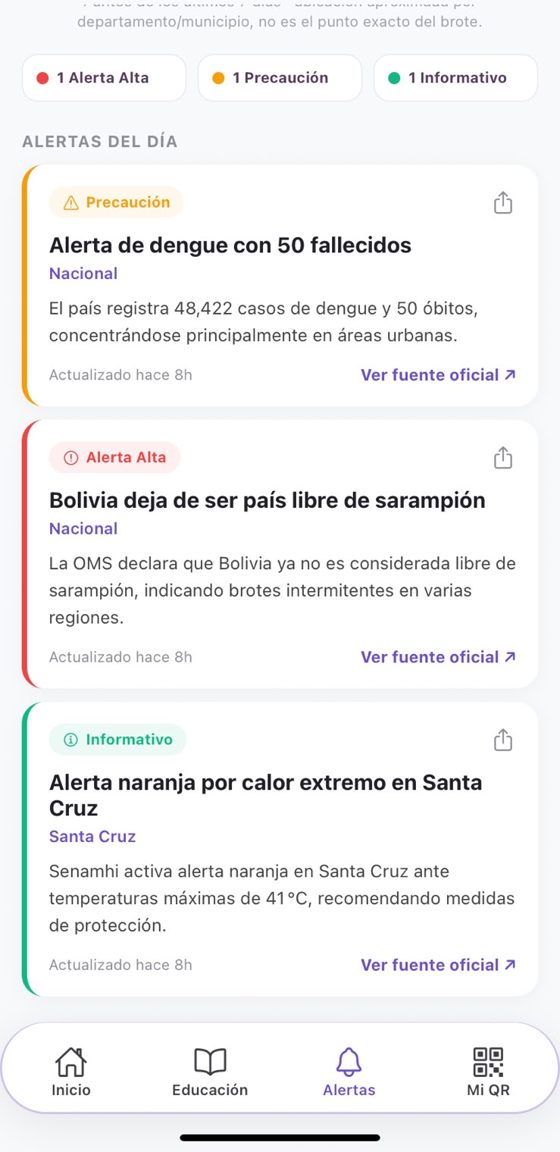 departamento/municipio, no es el punto exacto del brote.
1 Alerta Alta
1 Precaución
1 Informativo
ALERTAS DEL DÍA
Precaución
Alerta de dengue con 50 fallecidos
Nacional
El país registra 48,422 casos de dengue y 50 óbitos,
concentrándose principalmente en áreas urbanas.
Actualizado hace 8h
Ver fuente oficial ↗
Alerta Alta
Bolivia deja de ser país libre de sarampión
Nacional
La OMS declara que Bolivia ya no es considerada libre de
sarampión, indicando brotes intermitentes en varias
regiones.
Actualizado hace 8h
Ver fuente oficial ↗
Informativo
Alerta naranja por calor extremo en Santa
Cruz
Santa Cruz
Senamhi activa alerta naranja en Santa Cruz ante
temperaturas máximas de 41°C, recomendando medidas
de protección.
Actualizado hace 8h
Ver fuente oficial ↗
Inicio
Educación
Alertas
Mi QR